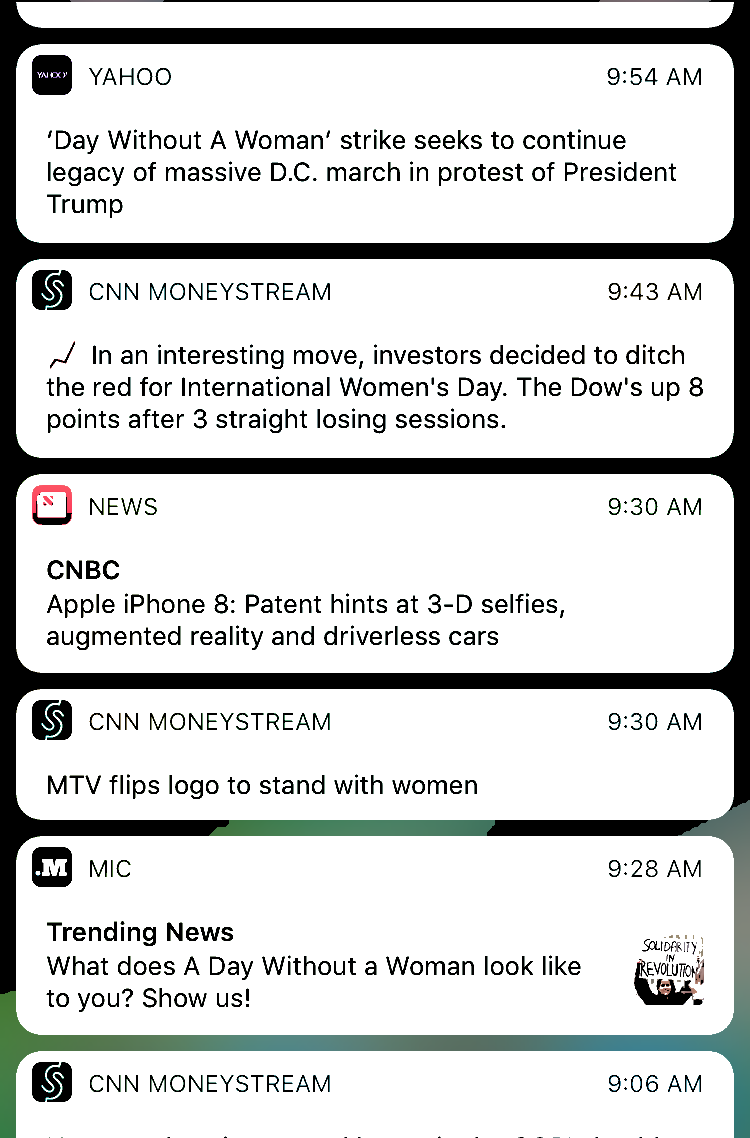 YAHOO!
YAHOO 9:54 AM
‘Day Without A Woman’ strike seeks to continue
legacy of massive D.C. march in protest of President
Trump
CNN MONEYSTREAM 9:43 AM
In an interesting move, investors decided to ditch
the red for International Women's Day. The Dow's up 8
points after 3 straight losing sessions.
NEWS 9:30 AM
CNBC
Apple iPhone 8: Patent hints at 3-D selfies,
augmented reality and driverless cars
CNN MONEYSTREAM 9:30 AM
MTV flips logo to stand with women
.M MIC 9:28 AM
Trending News
What does A Day Without a Woman look like
to you? Show us!
SOLIDARITY
IN
REVOLUTION
CNN MONEYSTREAM 9:06 AM